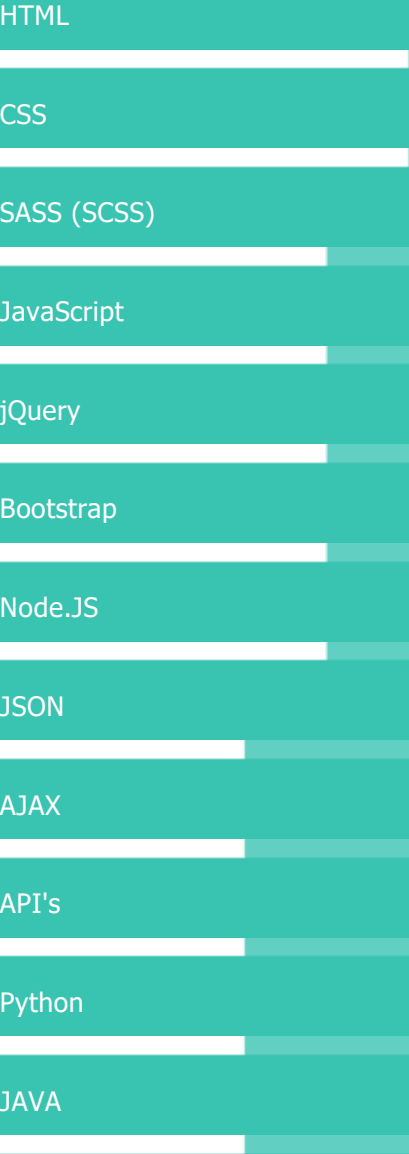 HTML
CSS
SASS (SCSS)
JavaScript
jQuery
Bootstrap
Node.JS
JSON
AJAX
API's
Python
JAVA